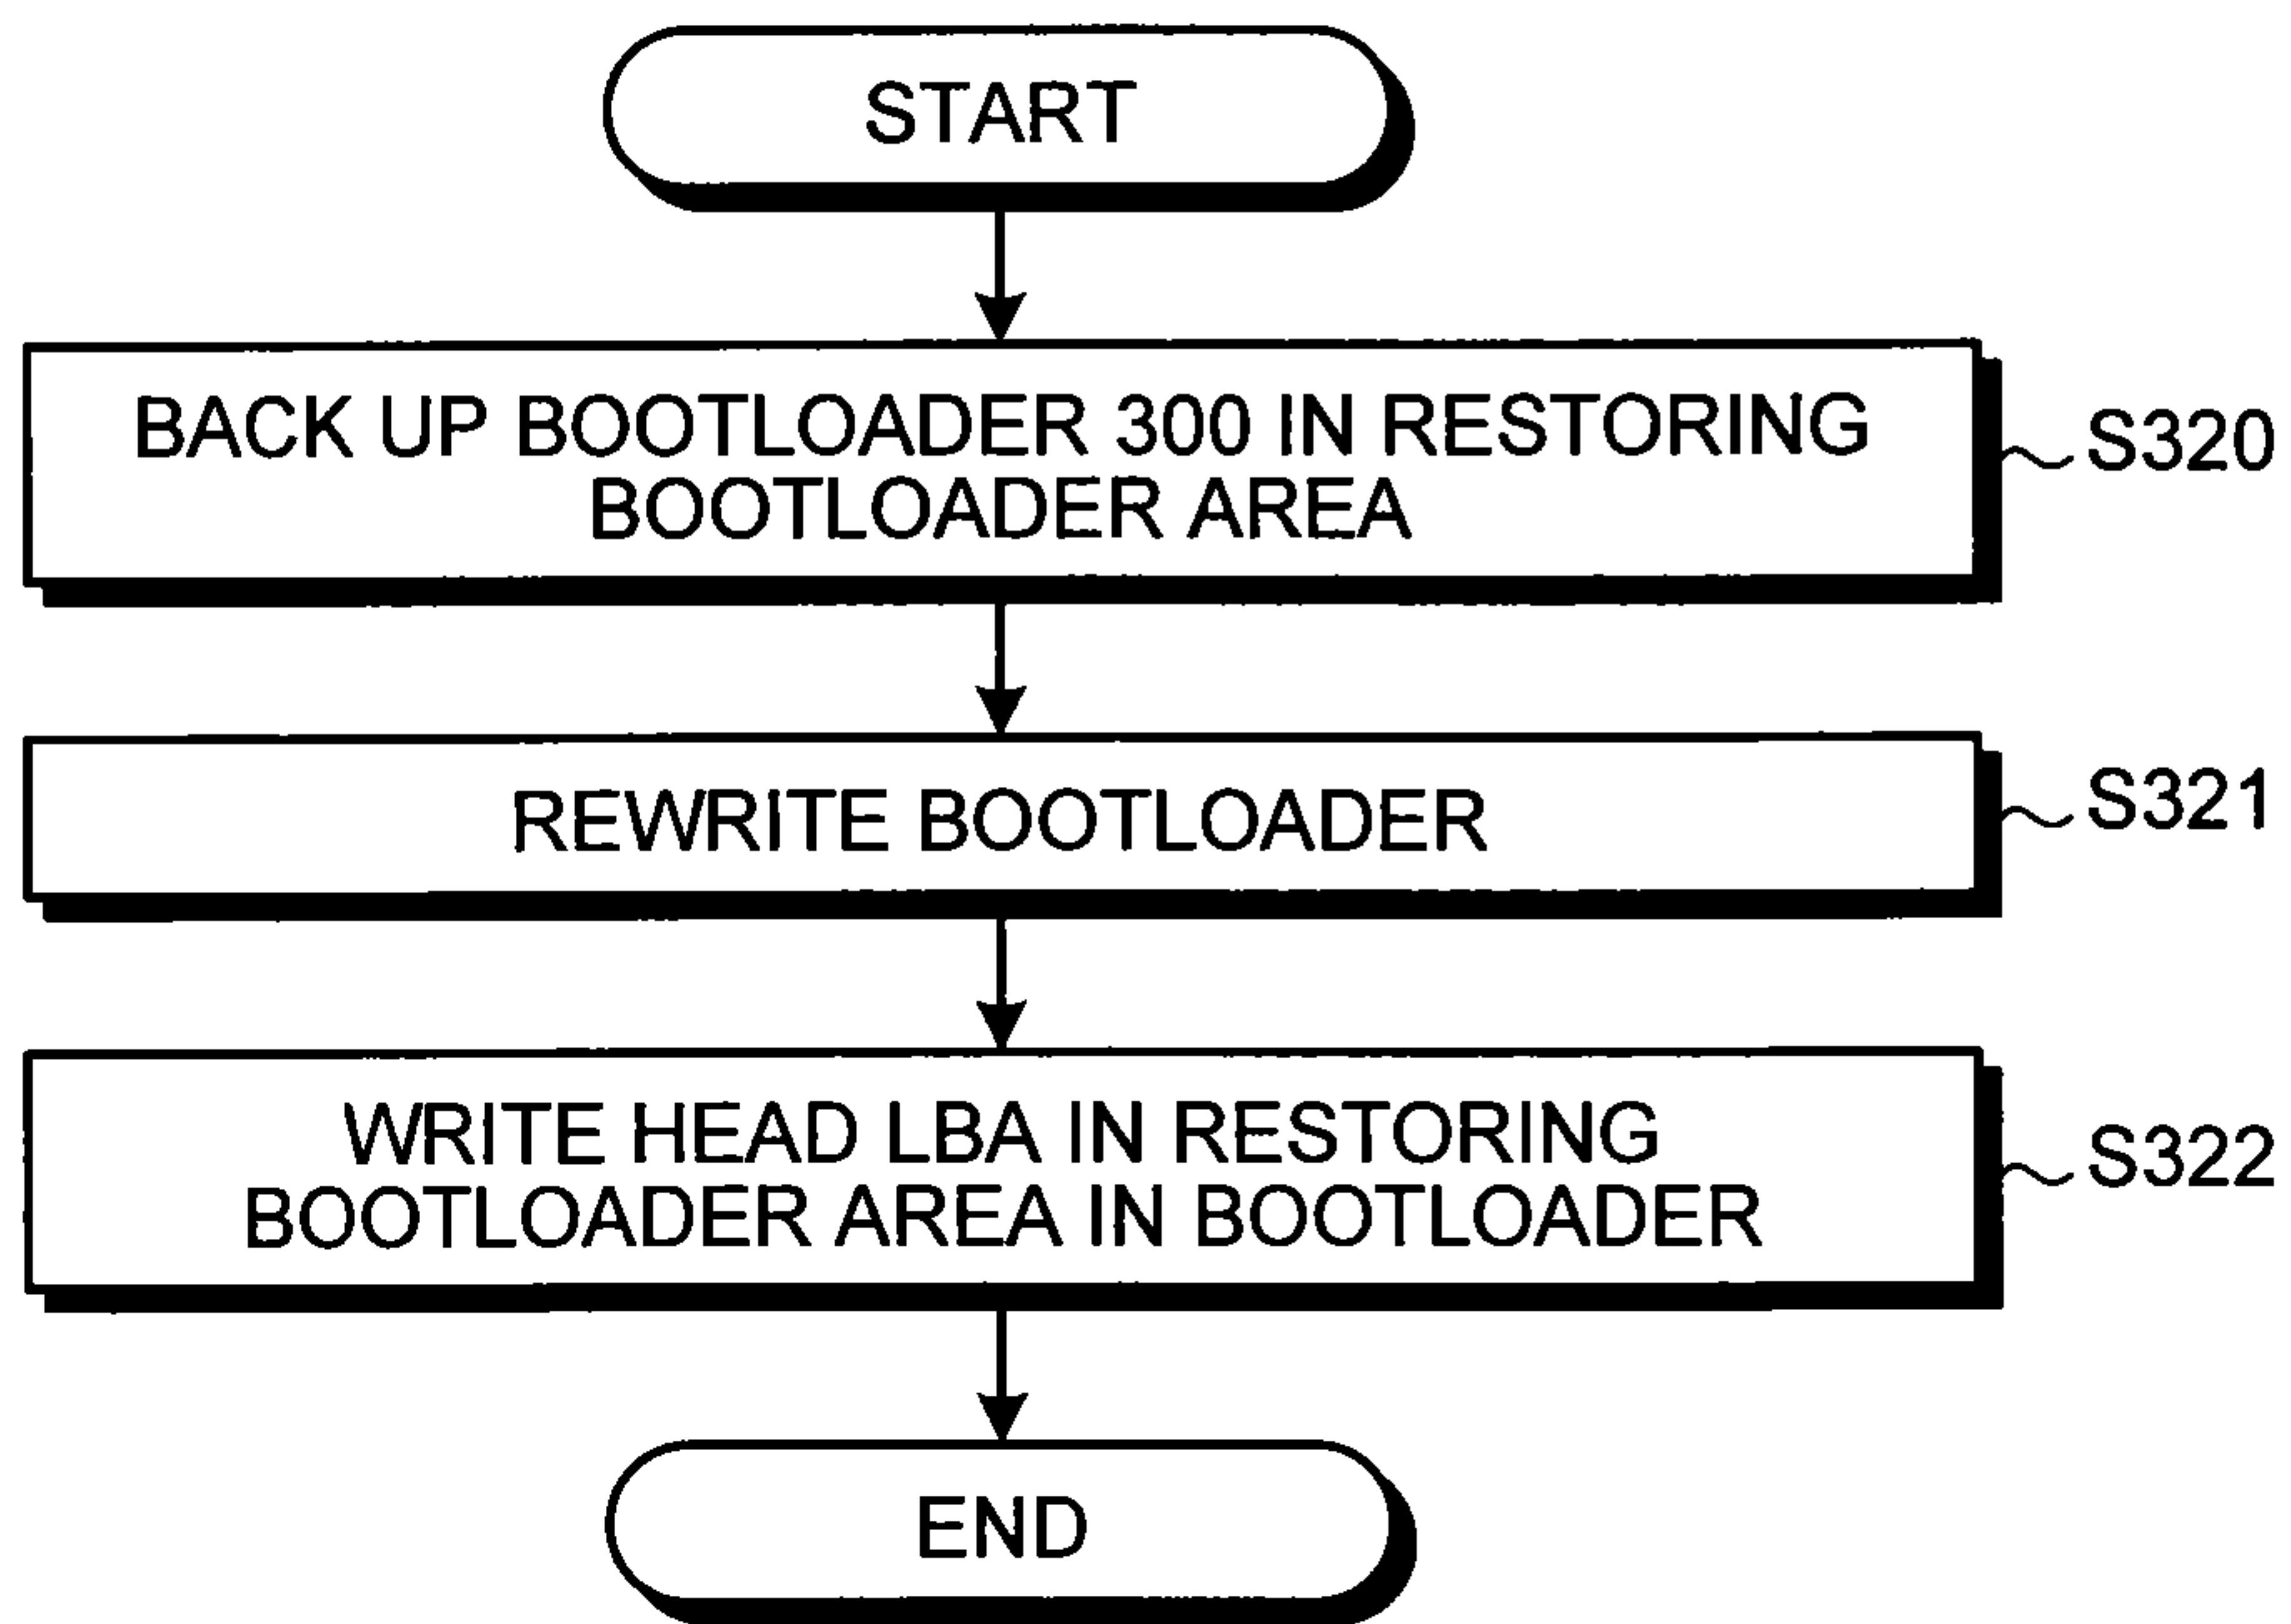 START
BACK UP BOOTLOADER 300 IN RESTORING
BOOTLOADER AREA
S320
REWRITE BOOTLOADER
S321
WRITE HEAD LBA IN RESTORING
BOOTLOADER AREA IN BOOTLOADER
S322
END